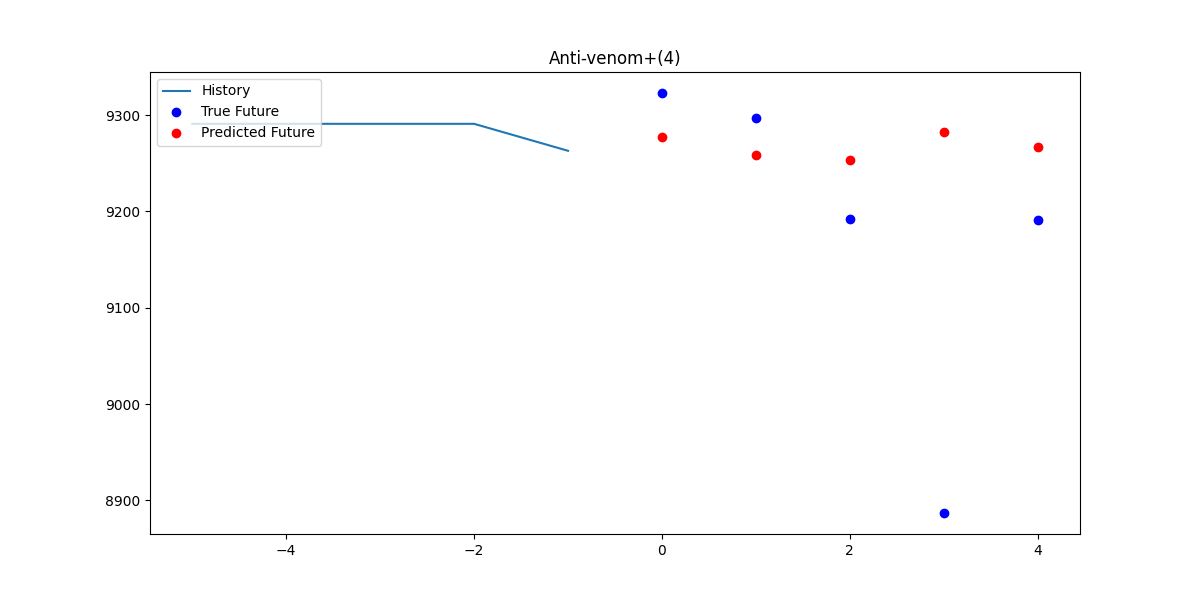 Anti-venom+(4)
History
True Future
Predicted Future
9300
9200
9100
9000
8900
−4
−2
0
2
4